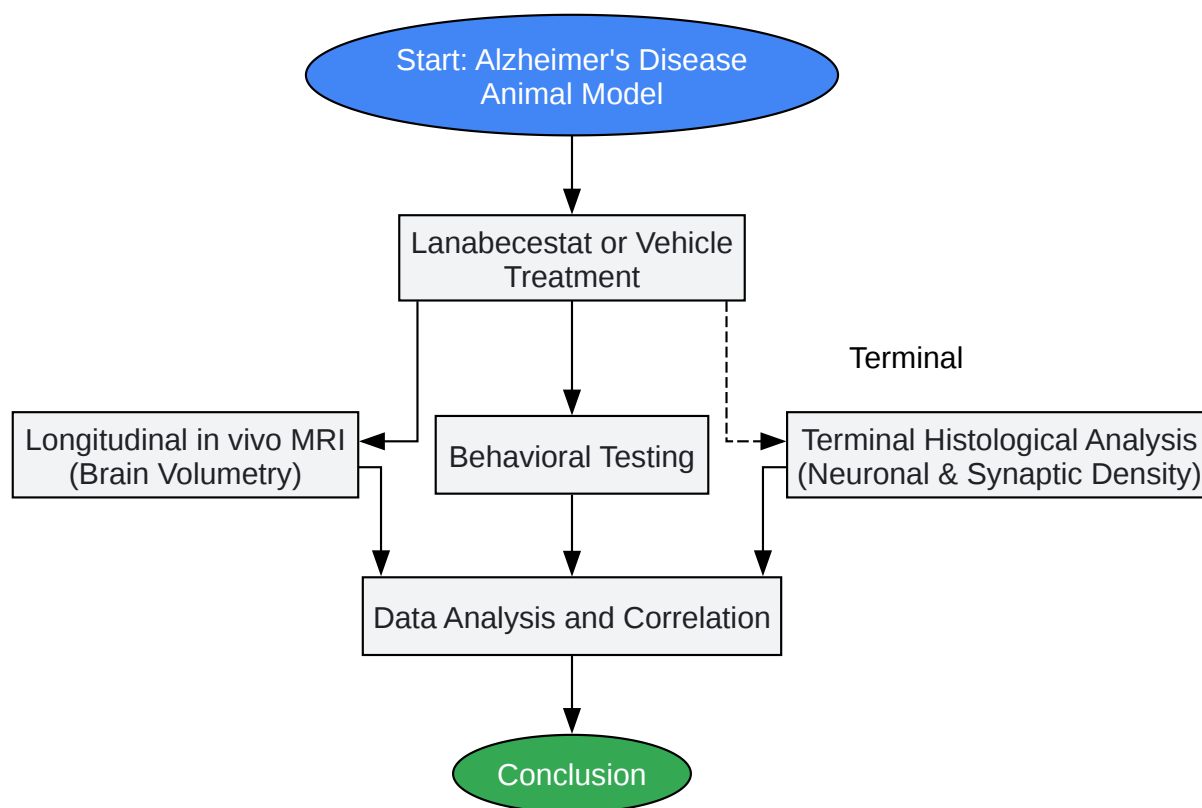 Start: Alzheimer's Disease
Animal Model
Lanabecestat or Vehicle
Treatment
Terminal
Longitudinal in vivo MRI
(Brain Volumetry)
Behavioral Testing
Terminal Histological Analysis
(Neuronal & Synaptic Density)
Data Analysis and Correlation
Conclusion